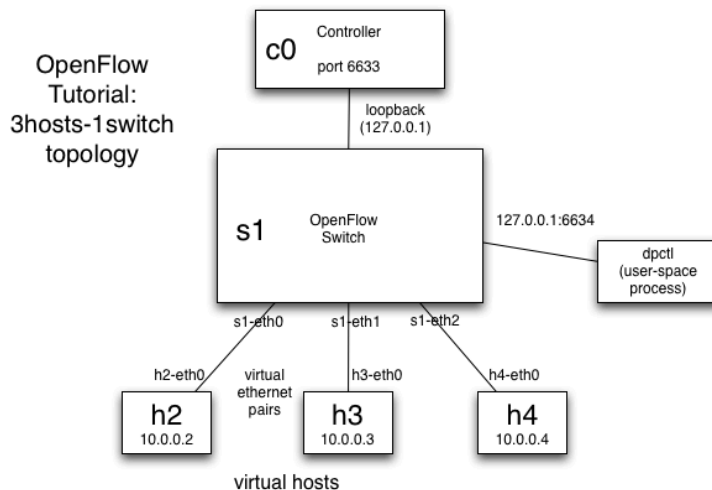 OpenFlow
Tutorial:
3hosts-1switch
topology
c0
Controller
port 6633
loopback
(127.0.0.1)
s1
OpenFlow
Switch
127.0.0.1:6634
dpctl
(user-space
process)
s1-eth0
s1-eth1
s1-eth2
h2-eth0
virtual
ethernet
pairs
h3-eth0
h4-eth0
h2
10.0.0.2
h3
10.0.0.3
h4
10.0.0.4
virtual hosts